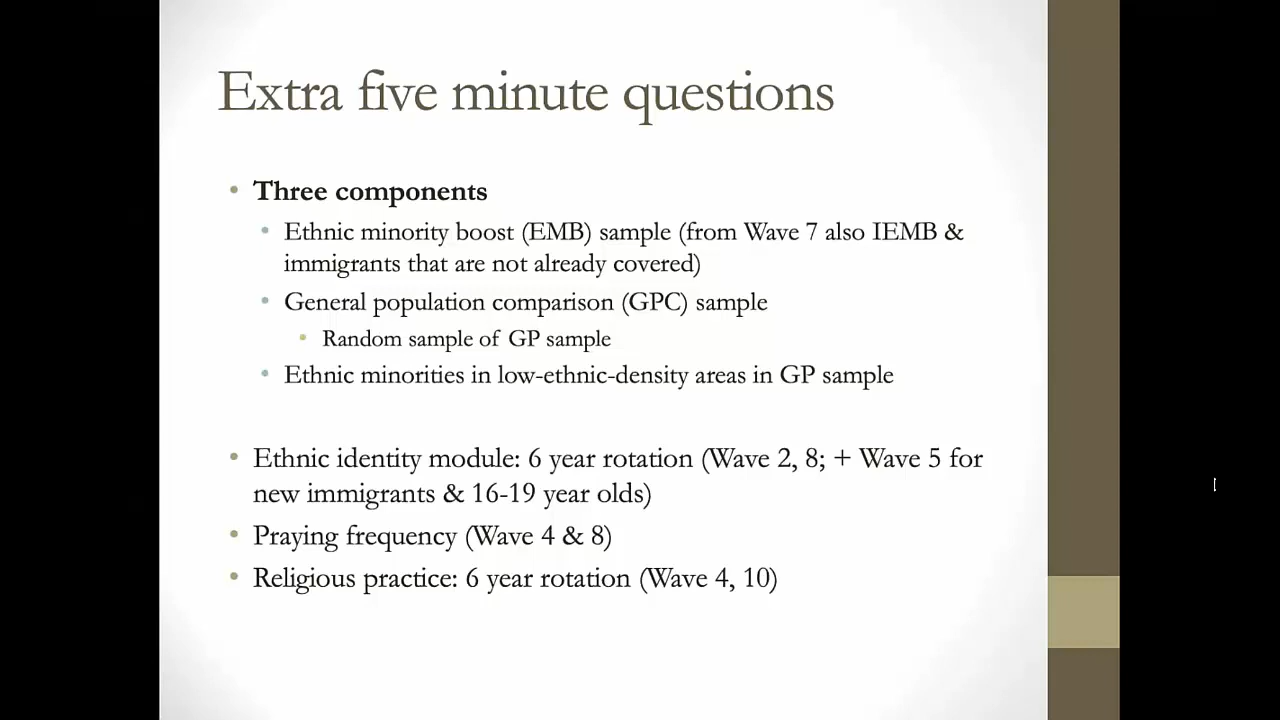 Extra five minute questions
• Three components
• Ethnic minority boost (EMB) sample (from Wave 7 also IEMB &
immigrants that are not already covered)
• General population comparison (GPC) sample
• Random sample of GP sample
• Ethnic minorities in low-ethnic-density areas in GP sample
• Ethnic identity module: 6 year rotation (Wave 2, 8; + Wave 5 for
new immigrants & 16-19 year olds)
• Praying frequency (Wave 4 & 8)
• Religious practice: 6 year rotation (Wave 4, 10)